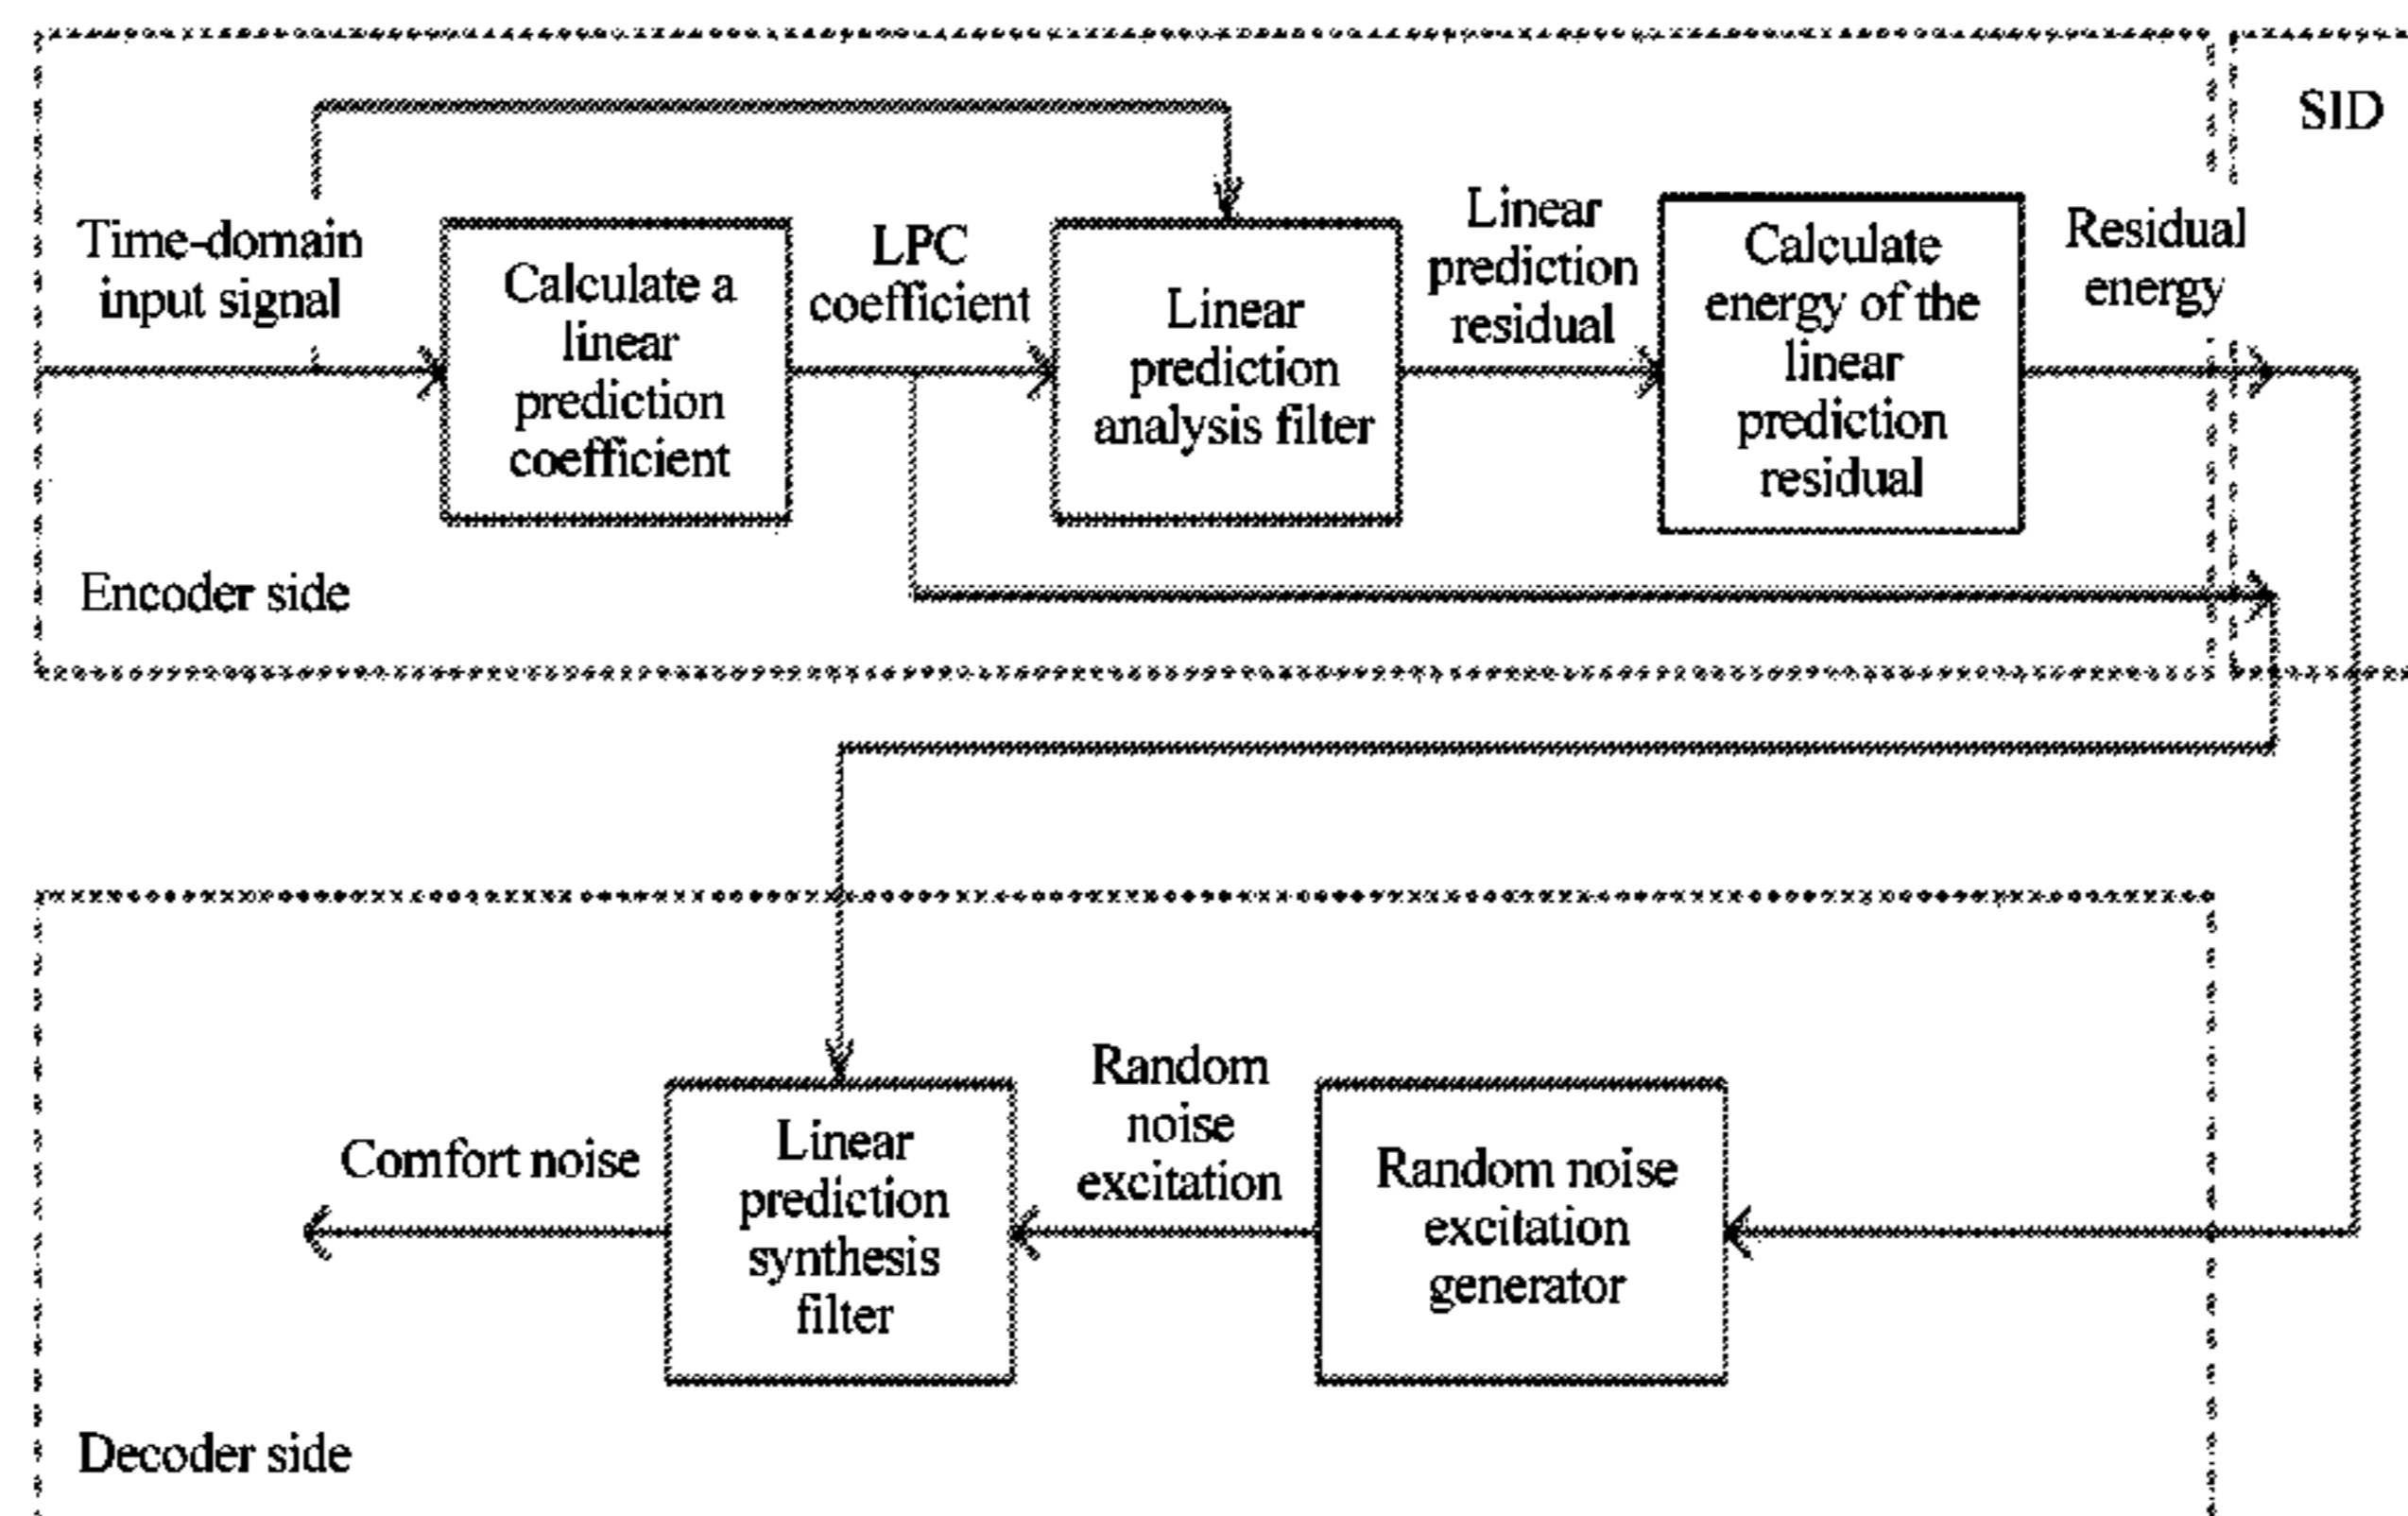 SID
Time-domain
input signal
Calculate a
linear
prediction
coefficient
LPC
coefficient
Linear
prediction
analysis filter
Linear
prediction
residual
Calculate
energy of the
linear
prediction
residual
Residual
energy
Encoder side
Comfort noise
Linear
prediction
synthesis
filter
Random
noise
excitation
Random noise
excitation
generator
Decoder side